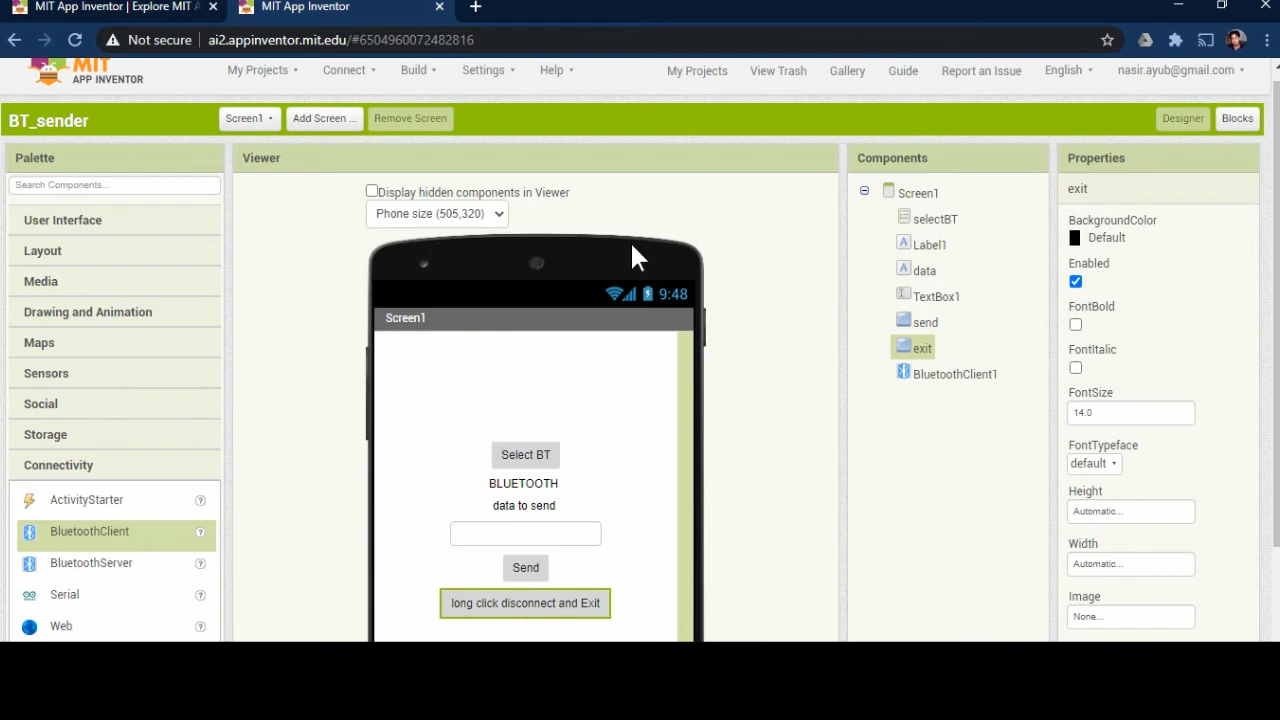 MIT App Inventor | Explore MIT A
MIT App Inventor
Not secure
ai2.appinventor.mit.edu/#6504960072482816
MIT
APP INVENTOR
My Projects
Connect
Build
Settings
Help
My Projects
View Trash
Gallery
Guide
Report an Issue
English
nasir.ayub@gmail.com
BT_sender
Screen1
Add Screen ...
Remove Screen
Designer
Blocks
Palette
Search Components...
User Interface
Layout
Media
Drawing and Animation
Maps
Sensors
Social
Storage
Connectivity
ActivityStarter
BluetoothClient
BluetoothServer
Serial
Web
Viewer
Display hidden components in Viewer
Phone size (505,320)
9:48
Screen1
Select BT
BLUETOOTH
data to send
Send
long click disconnect and Exit
Components
Screen1
selectBT
Label1
data
TextBox1
send
exit
BluetoothClient1
Properties
exit
BackgroundColor
Default
Enabled
FontBold
FontItalic
FontSize
14.0
FontTypeface
default
Height
Automatic...
Width
Automatic...
Image
None...